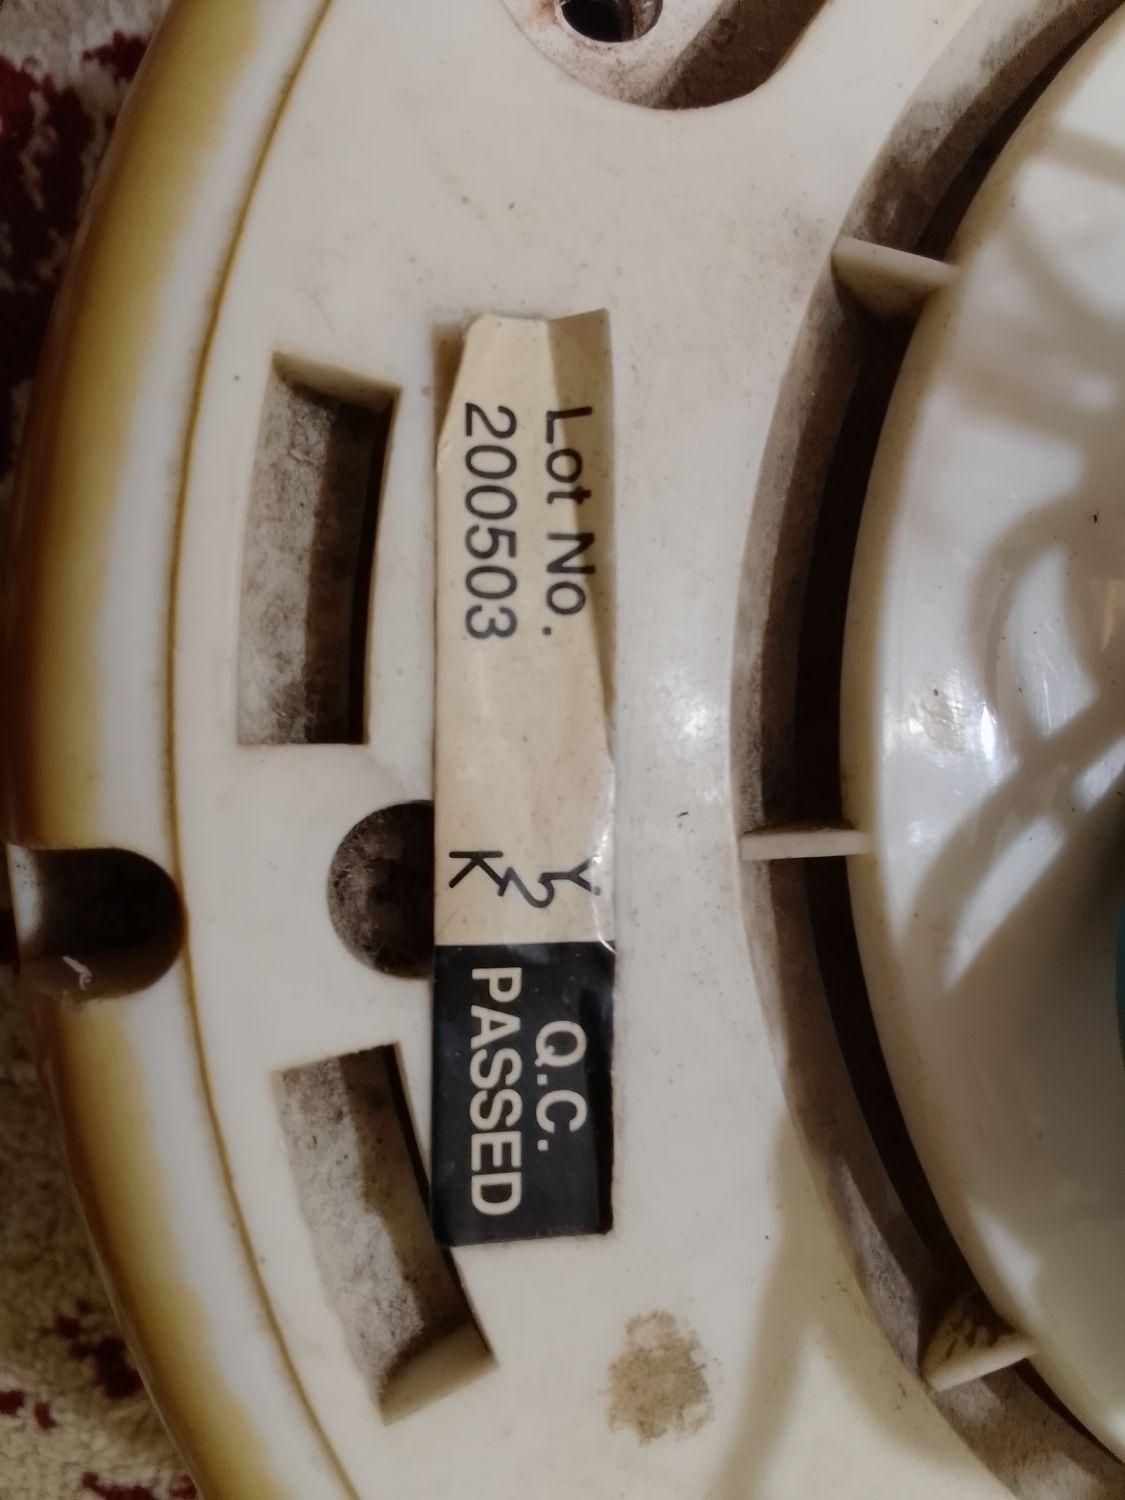 Lot No.
200503
Q.C.
PASSED